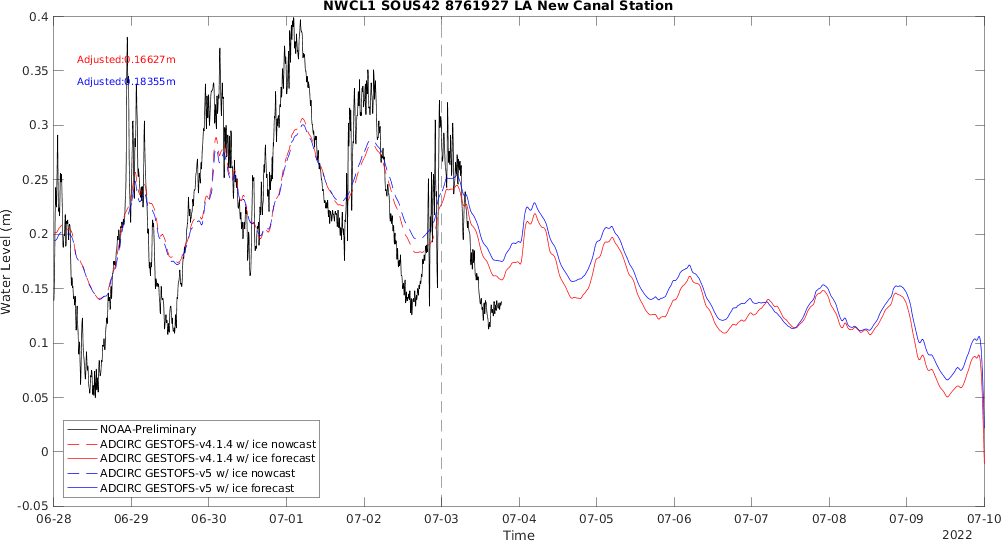 NWCL1 SOUS42 8761927 LA New Canal Station
0.4
0.35
0.3
0.25
0.2
0.15
0.1
0.05
0
-0.05
Water Level (m)
Adjusted:0.16627m
Adjusted:0.18355m
NOAA-Preliminary
ADCIRC GESTOFS-v4.1.4 w/ ice nowcast
ADCIRC GESTOFS-v4.1.4 w/ ice forecast
ADCIRC GESTOFS-v5 w/ ice nowcast
ADCIRC GESTOFS-v5 w/ ice forecast
06-28 06-29 06-30 07-01 07-02 07-03 07-04 07-05 07-06 07-07 07-08 07-09 07-10
Time
2022